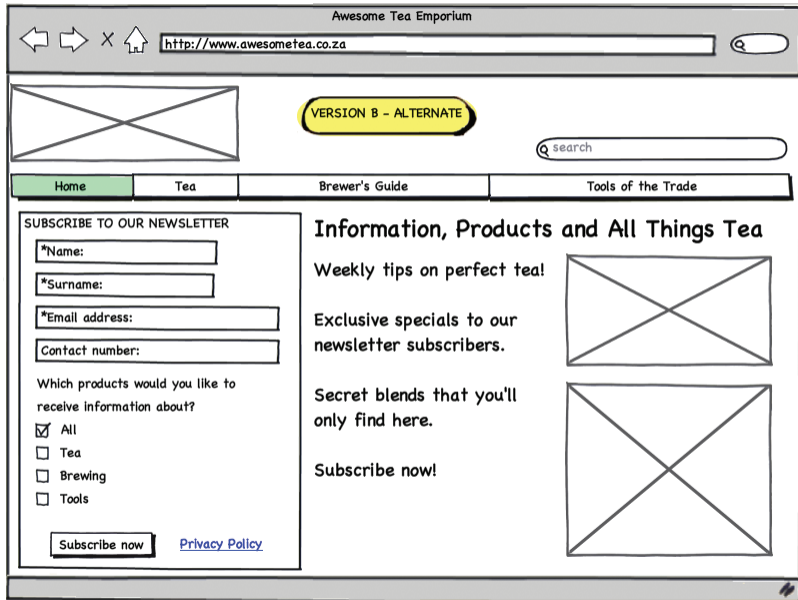 Awesome Tea Emporium
http://www.awesometea.co.za
VERSION B - ALTERNATE
search
Home
Tea
Brewer's Guide
Tools of the Trade
SUBSCRIBE TO OUR NEWSLETTER
*Name:
*Surname:
*Email address:
Contact number:
Which products would you like to
receive information about?
All
Tea
Brewing
Tools
Subscribe now
Privacy Policy
Information, Products and All Things Tea
Weekly tips on perfect tea!
Exclusive specials to our
newsletter subscribers.
Secret blends that you'll
only find here.
Subscribe now!